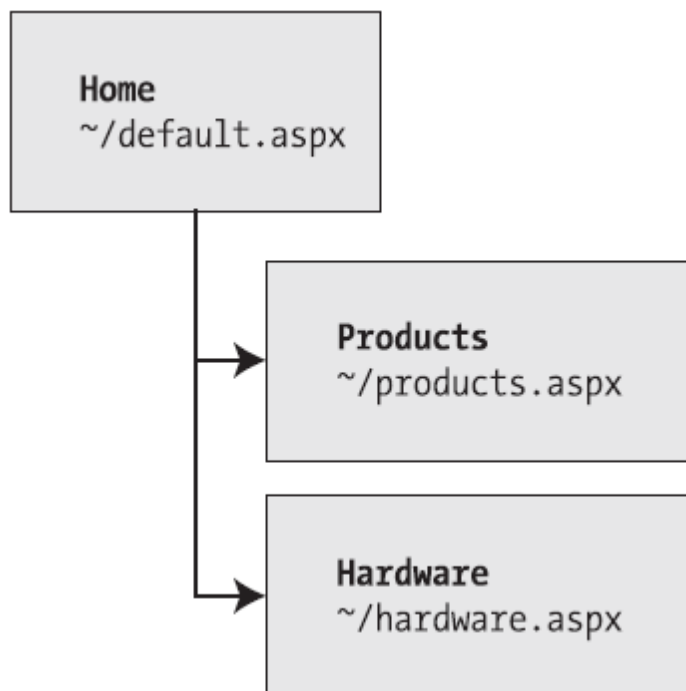 Home
~/default.aspx
Products
~/products.aspx
Hardware
~/hardware.aspx